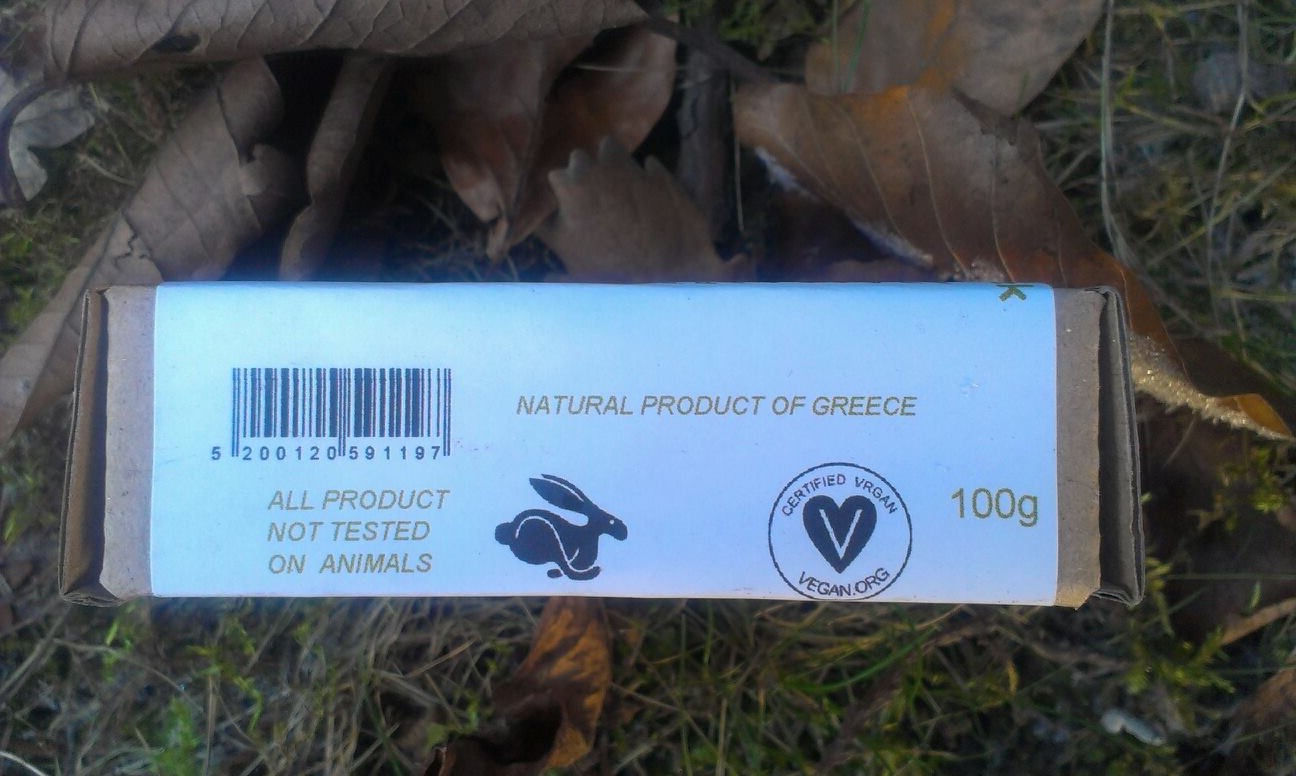 K
NATURAL PRODUCT OF GREECE
5 200120 591197
ALL PRODUCT
NOT TESTED
ON ANIMALS
CERTIFIED VRGAN
V
VEGAN.ORG
100g